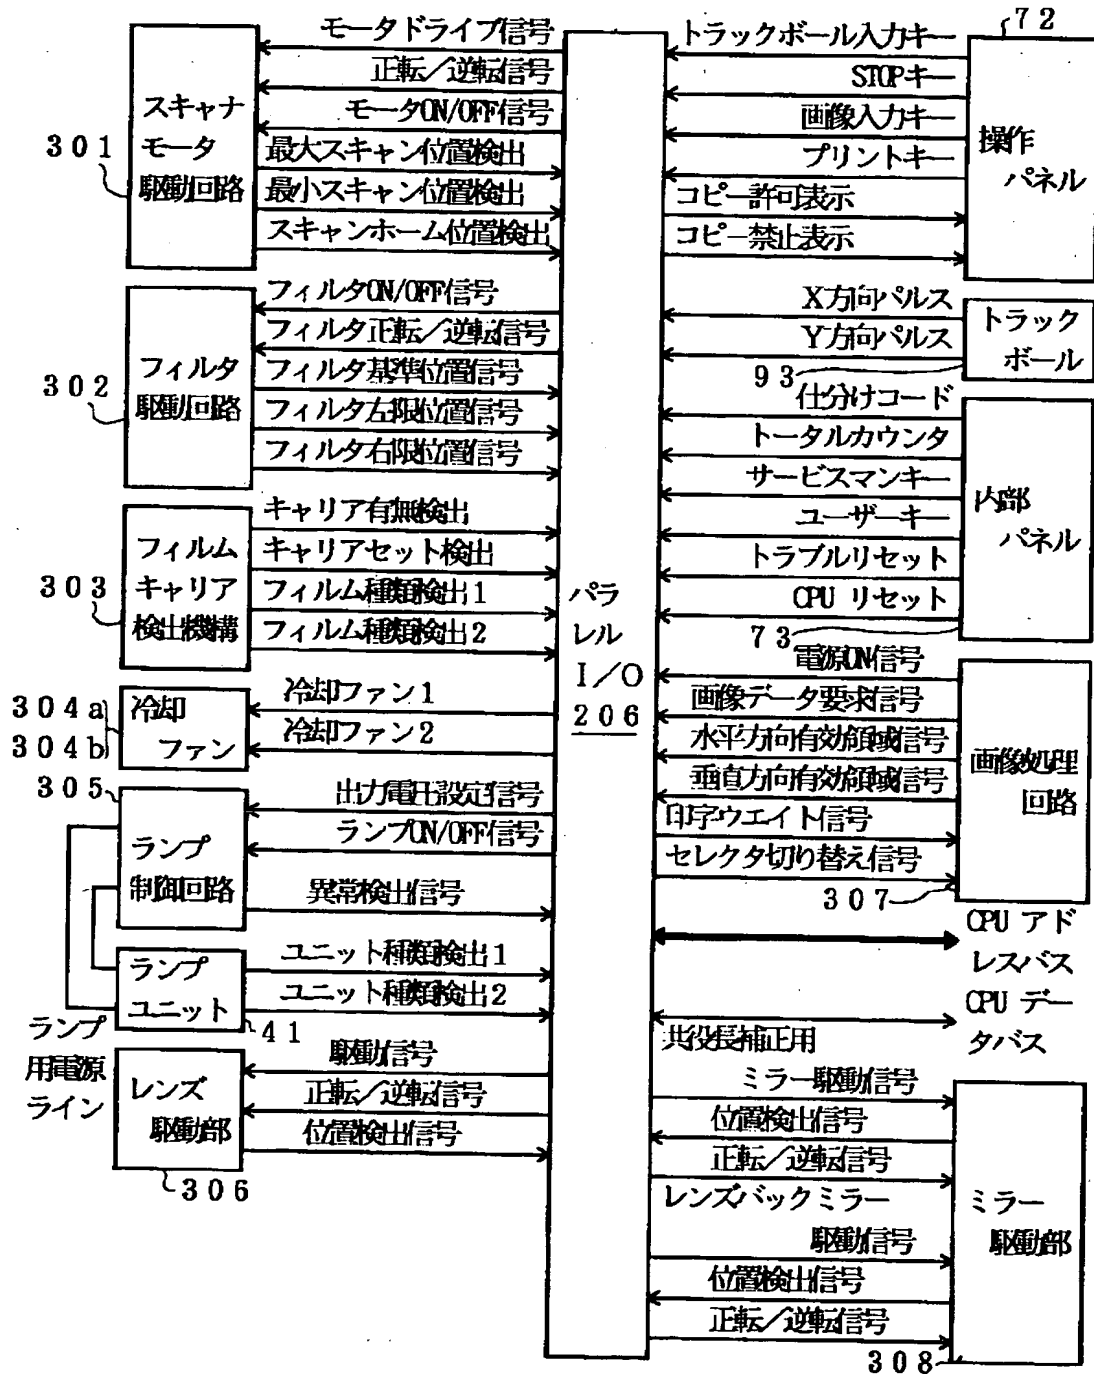 モータドライブ信号
正転／逆転信号
モータON/OFF信号
最大スキャン位置検出
最小スキャン位置検出
スキャンホーム位置検出
スキャナ
モータ
駆動回路
301
フィルタON/OFF信号
フィルタ正転／逆転信号
フィルタ基準位置信号
フィルタ左限位置信号
フィルタ右限位置信号
フィルタ
駆動回路
302
キャリア有無検出
キャリアセット検出
フィルム種類検出1
フィルム種類検出2
フィルム
キャリア
検出機構
303
冷却ファン1
冷却ファン2
冷却
ファン
304a
304b
305
出力電圧設定信号
ランプON/OFF信号
異常検出信号
ランプ
制御回路
ユニット種類検出1
ユニット種類検出2
ランプ
ユニット
41
ランプ
用電源
ライン
駆動信号
正転／逆転信号
位置検出信号
レンズ
駆動部
306
パラ
レル
I／O
206
72
トラックボール入力キー
STOPキー
画像入力キー
プリントキー
コピー許可表示
コピー禁止表示
操作
パネル
X方向パルス
Y方向パルス
トラック
ボール
93
仕分けコード
トータルカウンタ
サービスマンキー
ユーザーキー
トラブルリセット
CPU リセット
内部
パネル
73
電源ON信号
画像データ要求信号
水平方向有効領域信号
垂直方向有効領域信号
印字ウエイト信号
セレクタ切り替え信号
画像処理
回路
307
CPU アド
レスバス
CPU デー
タバス
共役長補正用
ミラー駆動信号
位置検出信号
正転／逆転信号
レンズバックミラー
駆動信号
位置検出信号
正転／逆転信号
ミラー
駆動部
308